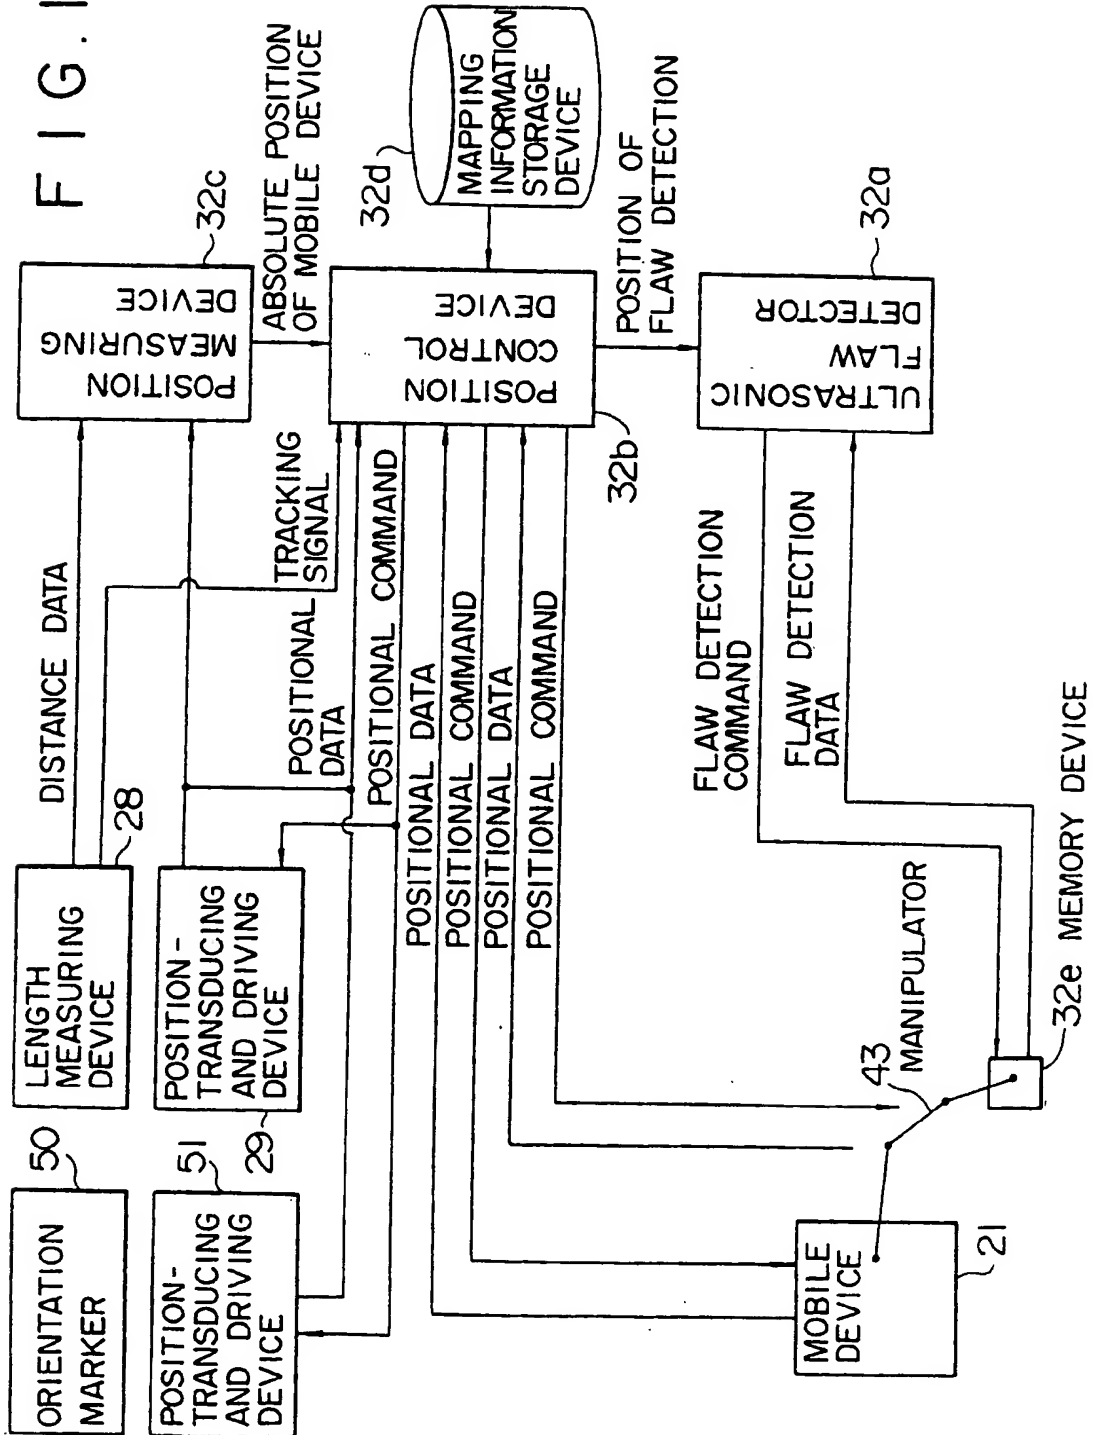 FIG. 1
ORIENTATION
MARKER
50
POSITION-
TRANSDUCING
AND DRIVING
DEVICE
51
LENGTH
MEASURING
DEVICE
28
POSITION-
TRANSDUCING
AND DRIVING
DEVICE
29
DISTANCE DATA
TRACKING
SIGNAL
POSITIONAL
DATA
POSITIONAL COMMAND
POSITIONAL DATA
POSITIONAL COMMAND
POSITIONAL DATA
POSITIONAL COMMAND
POSITION
MEASURING
DEVICE
32c
ABSOLUTE POSITION
OF MOBILE DEVICE
POSITION
CONTROL
DEVICE
32b
32d
MAPPING
INFORMATION
STORAGE
DEVICE
POSITION OF
FLAW DETECTION
ULTRASONIC
FLAW
DETECTOR
32a
FLAW DETECTION
COMMAND
FLAW DETECTION
DATA
MOBILE
DEVICE
21
43
MANIPULATOR
32e MEMORY DEVICE